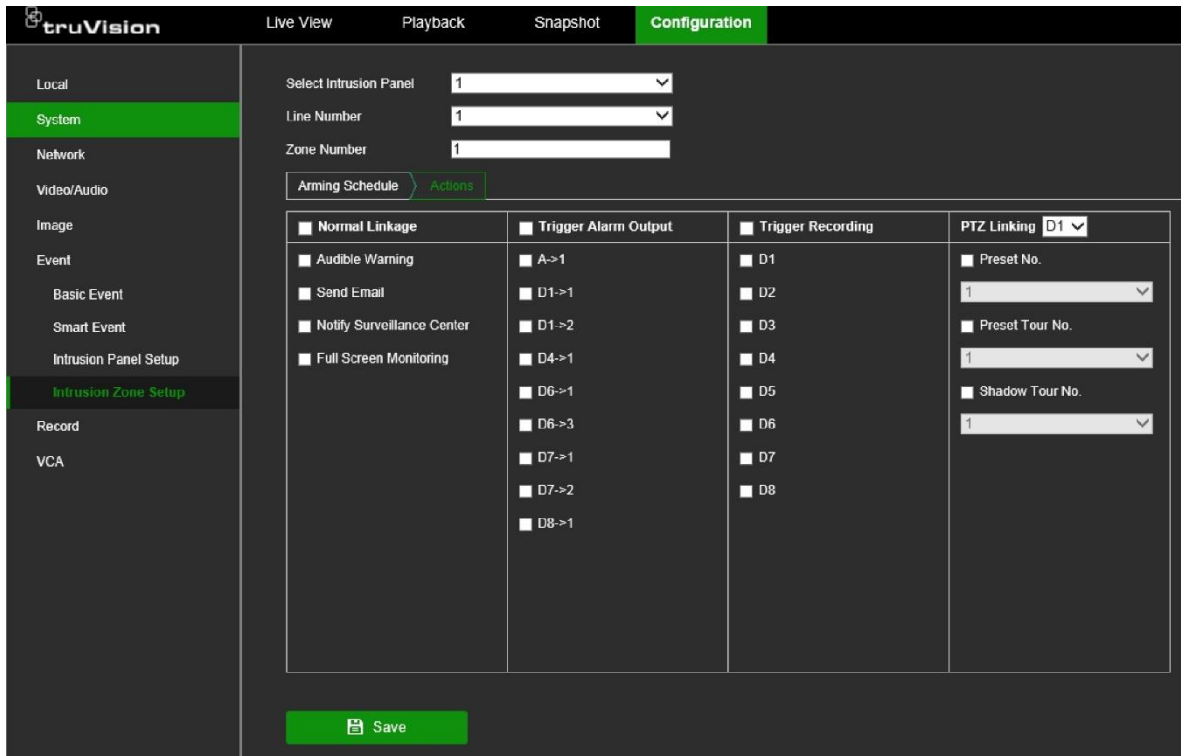 truVision
Live View Playback Snapshot Configuration
Local
System
Network
Video/Audio
Image
Event
Basic Event
Smart Event
Intrusion Panel Setup
Intrusion Zone Setup
Record
VCA
Select Intrusion Panel 1
Line Number 1
Zone Number 1
Arming Schedule Actions
Normal Linkage Trigger Alarm Output Trigger Recording PTZ Linking D1
Audible Warning A->1 D1 Preset No.
Send Email D1->1 D2 1
Notify Surveillance Center D1->2 D3 Preset Tour No.
Full Screen Monitoring D4->1 D4 1
D6->1 D5 Shadow Tour No.
D6->3 D6 1
D7->1 D7
D7->2 D8
D8->1
Save